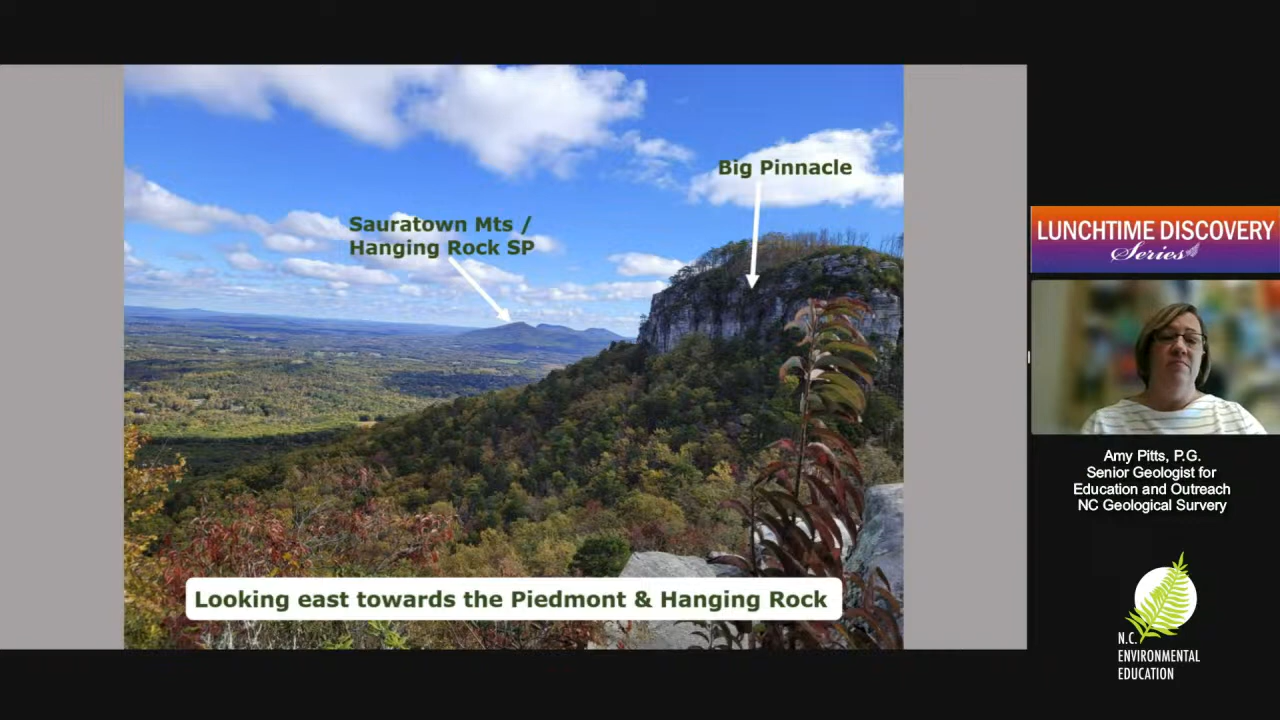 Big Pinnacle
Sauratown Mts /
Hanging Rock SP
Looking east towards the Piedmont & Hanging Rock
LUNCHTIME DISCOVERY
Series
Amy Pitts, P.G.
Senior Geologist for
Education and Outreach
NC Geological Survery
N.C.
ENVIRONMENTAL
EDUCATION